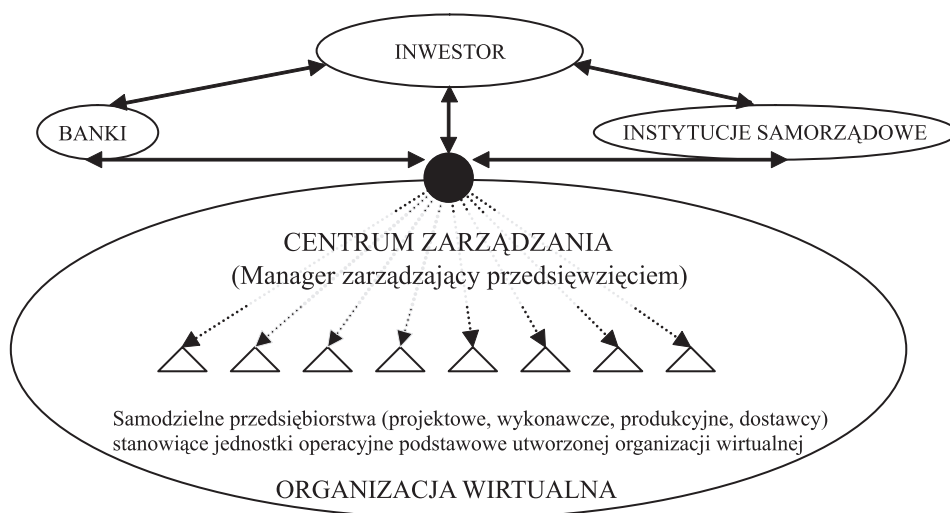 INWESTOR
BANKI
INSTYTUCJE SAMORZĄDOWE
CENTRUM ZARZĄDZANIA
(Manager zarządzający przedsięwzięciem)
Samodzielne przedsiębiorstwa (projektowe, wykonawcze, produkcyjne, dostawcy)
stanowiące jednostki operacyjne podstawowe utworzonej organizacji wirtualnej
ORGANIZACJA WIRTUALNA